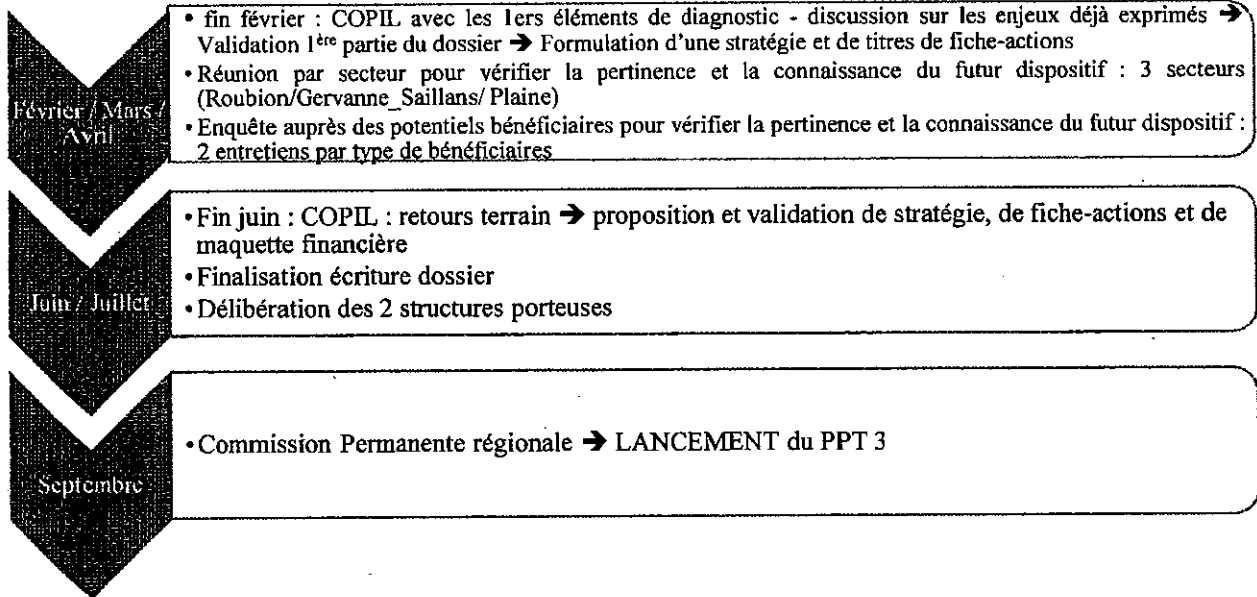 • fin février : COPIL avec les 1ers éléments de diagnostic - discussion sur les enjeux déjà exprimés ➔
Validation 1ère partie du dossier ➔ Formulation d'une stratégie et de titres de fiche-actions
• Réunion par secteur pour vérifier la pertinence et la connaissance du futur dispositif : 3 secteurs
(Roubion/Gervanne_Saillans/ Plaine)
• Enquête auprès des potentiels bénéficiaires pour vérifier la pertinence et la connaissance du futur dispositif :
2 entretiens par type de bénéficiaires
Février / Mars /
Avril
• Fin juin : COPIL : retours terrain ➔ proposition et validation de stratégie, de fiche-actions et de
maquette financière
• Finalisation écriture dossier
• Délibération des 2 structures porteuses
Juin / Juillet
• Commission Permanente régionale ➔ LANCEMENT du PPT 3
Septembre